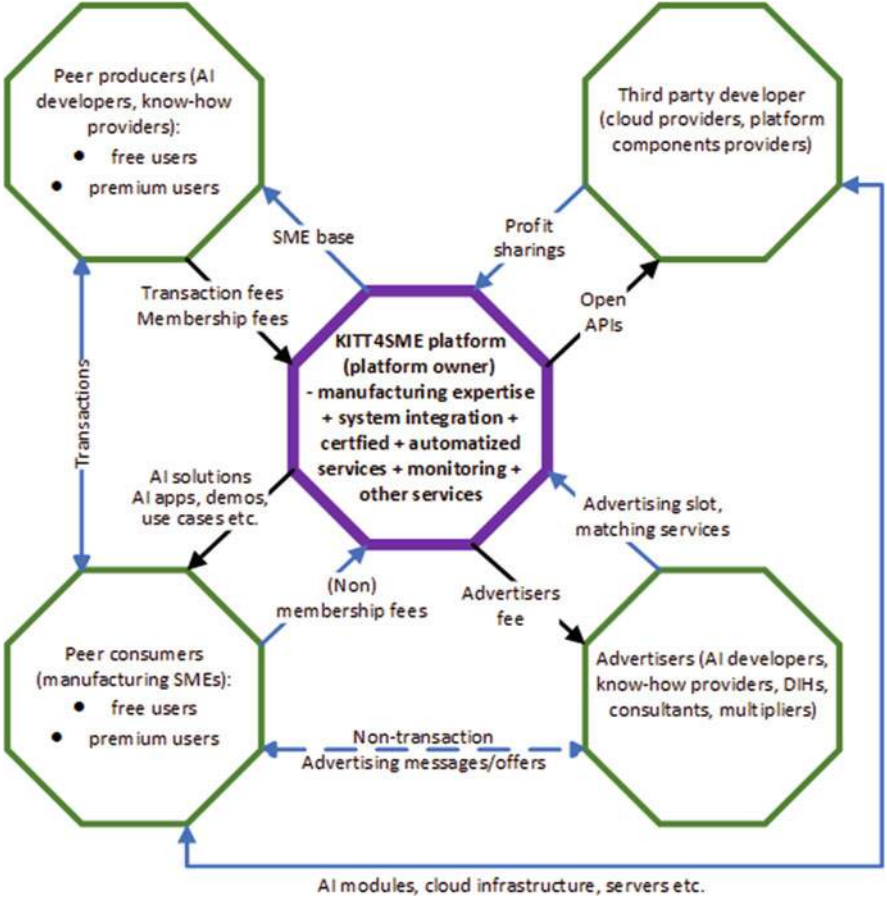 Peer producers (AI
developers, know-how
providers):
• free users
• premium users
Third party developer
(cloud providers, platform
components providers)
SME base
Profit
sharings
Transaction fees
Membership fees
Open
APIs
KITT4SME platform
(platform owner)
- manufacturing expertise
+ system integration +
certfied + automatized
services + monitoring +
other services
Transactions
AI solutions
AI apps, demos,
use cases etc.
Advertising slot,
matching services
(Non)
membership fees
Advertisers
fee
Peer consumers
(manufacturing SMEs):
• free users
• premium users
Advertisers (AI developers,
know-how providers, DIHs,
consultants, multipliers)
Non-transaction
Advertising messages/offers
AI modules, cloud infrastructure, servers etc.